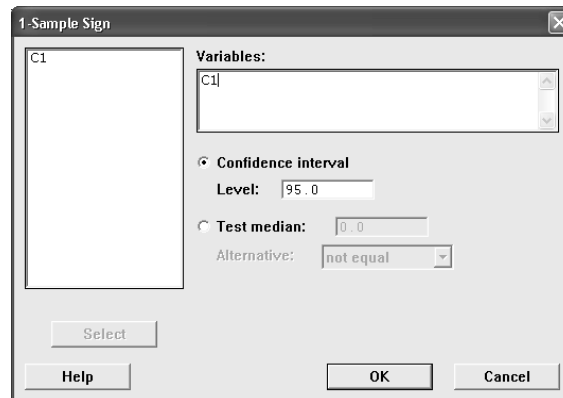 1-Sample Sign
C1
Variables:
C1
Confidence interval
Level: 95.0
Test median: 0.0
Alternative: not equal
Select
Help
OK
Cancel